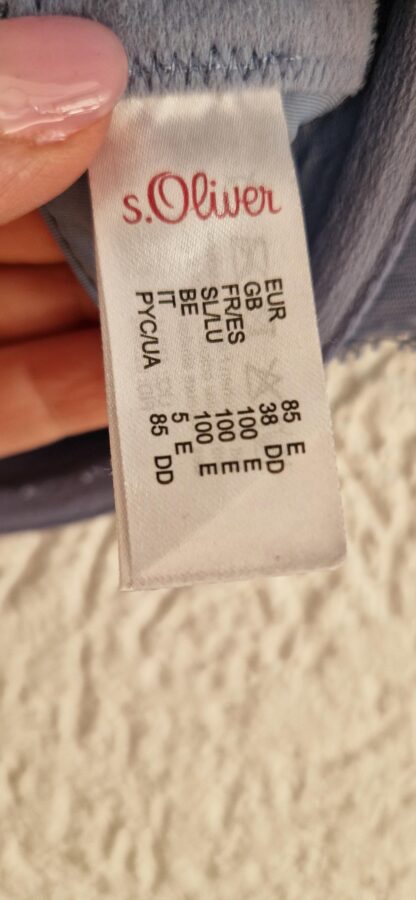 s.Oliver
EUR 85 E
GB 38 DD
FR/ES 100 E
SL/LU 100 E
BE 100 E
IT 5 E
PYC/UA 85 DD